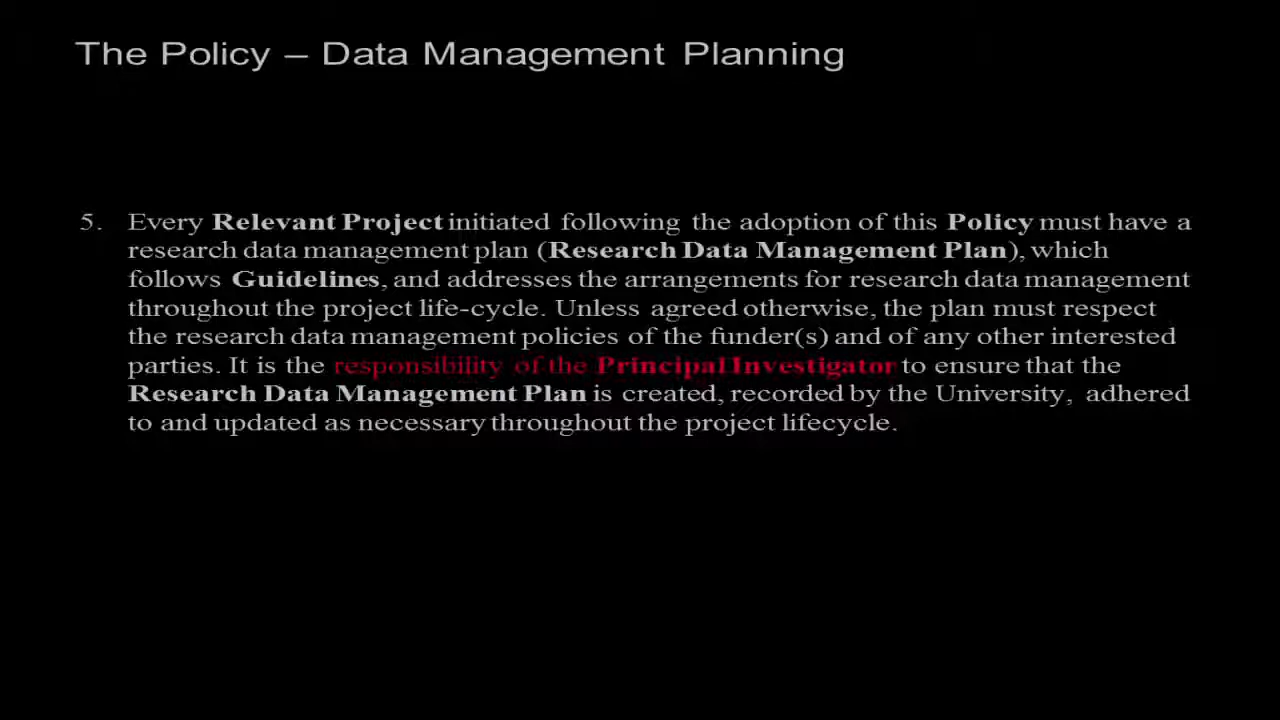 The Policy – Data Management Planning
5. Every Relevant Project initiated following the adoption of this Policy must have a
research data management plan (Research Data Management Plan), which
follows Guidelines, and addresses the arrangements for research data management
throughout the project life-cycle. Unless agreed otherwise, the plan must respect
the research data management policies of the funder(s) and of any other interested
parties. It is the responsibility of the Principal Investigator to ensure that the
Research Data Management Plan is created, recorded by the University, adhered
to and updated as necessary throughout the project lifecycle.